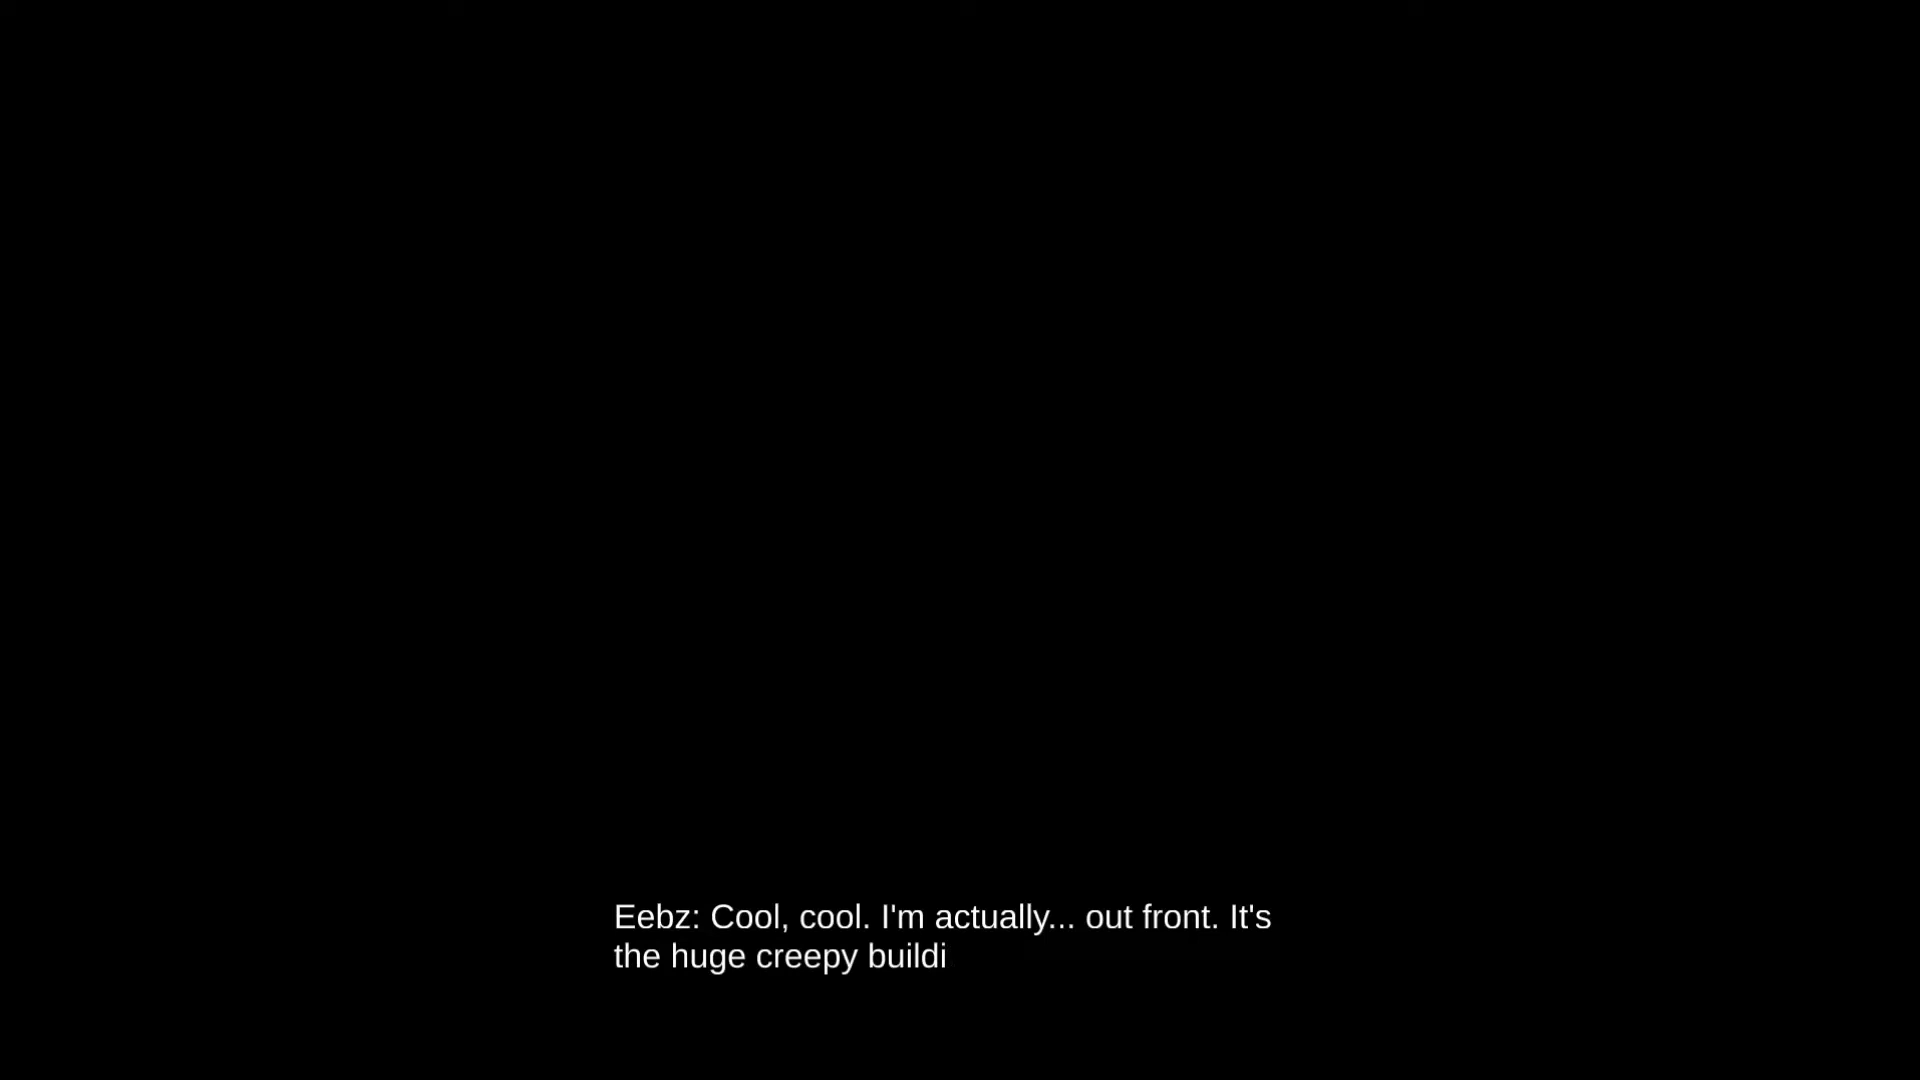 Eebz: Cool, cool. I'm actually... out front. It's
the huge creepy buildi